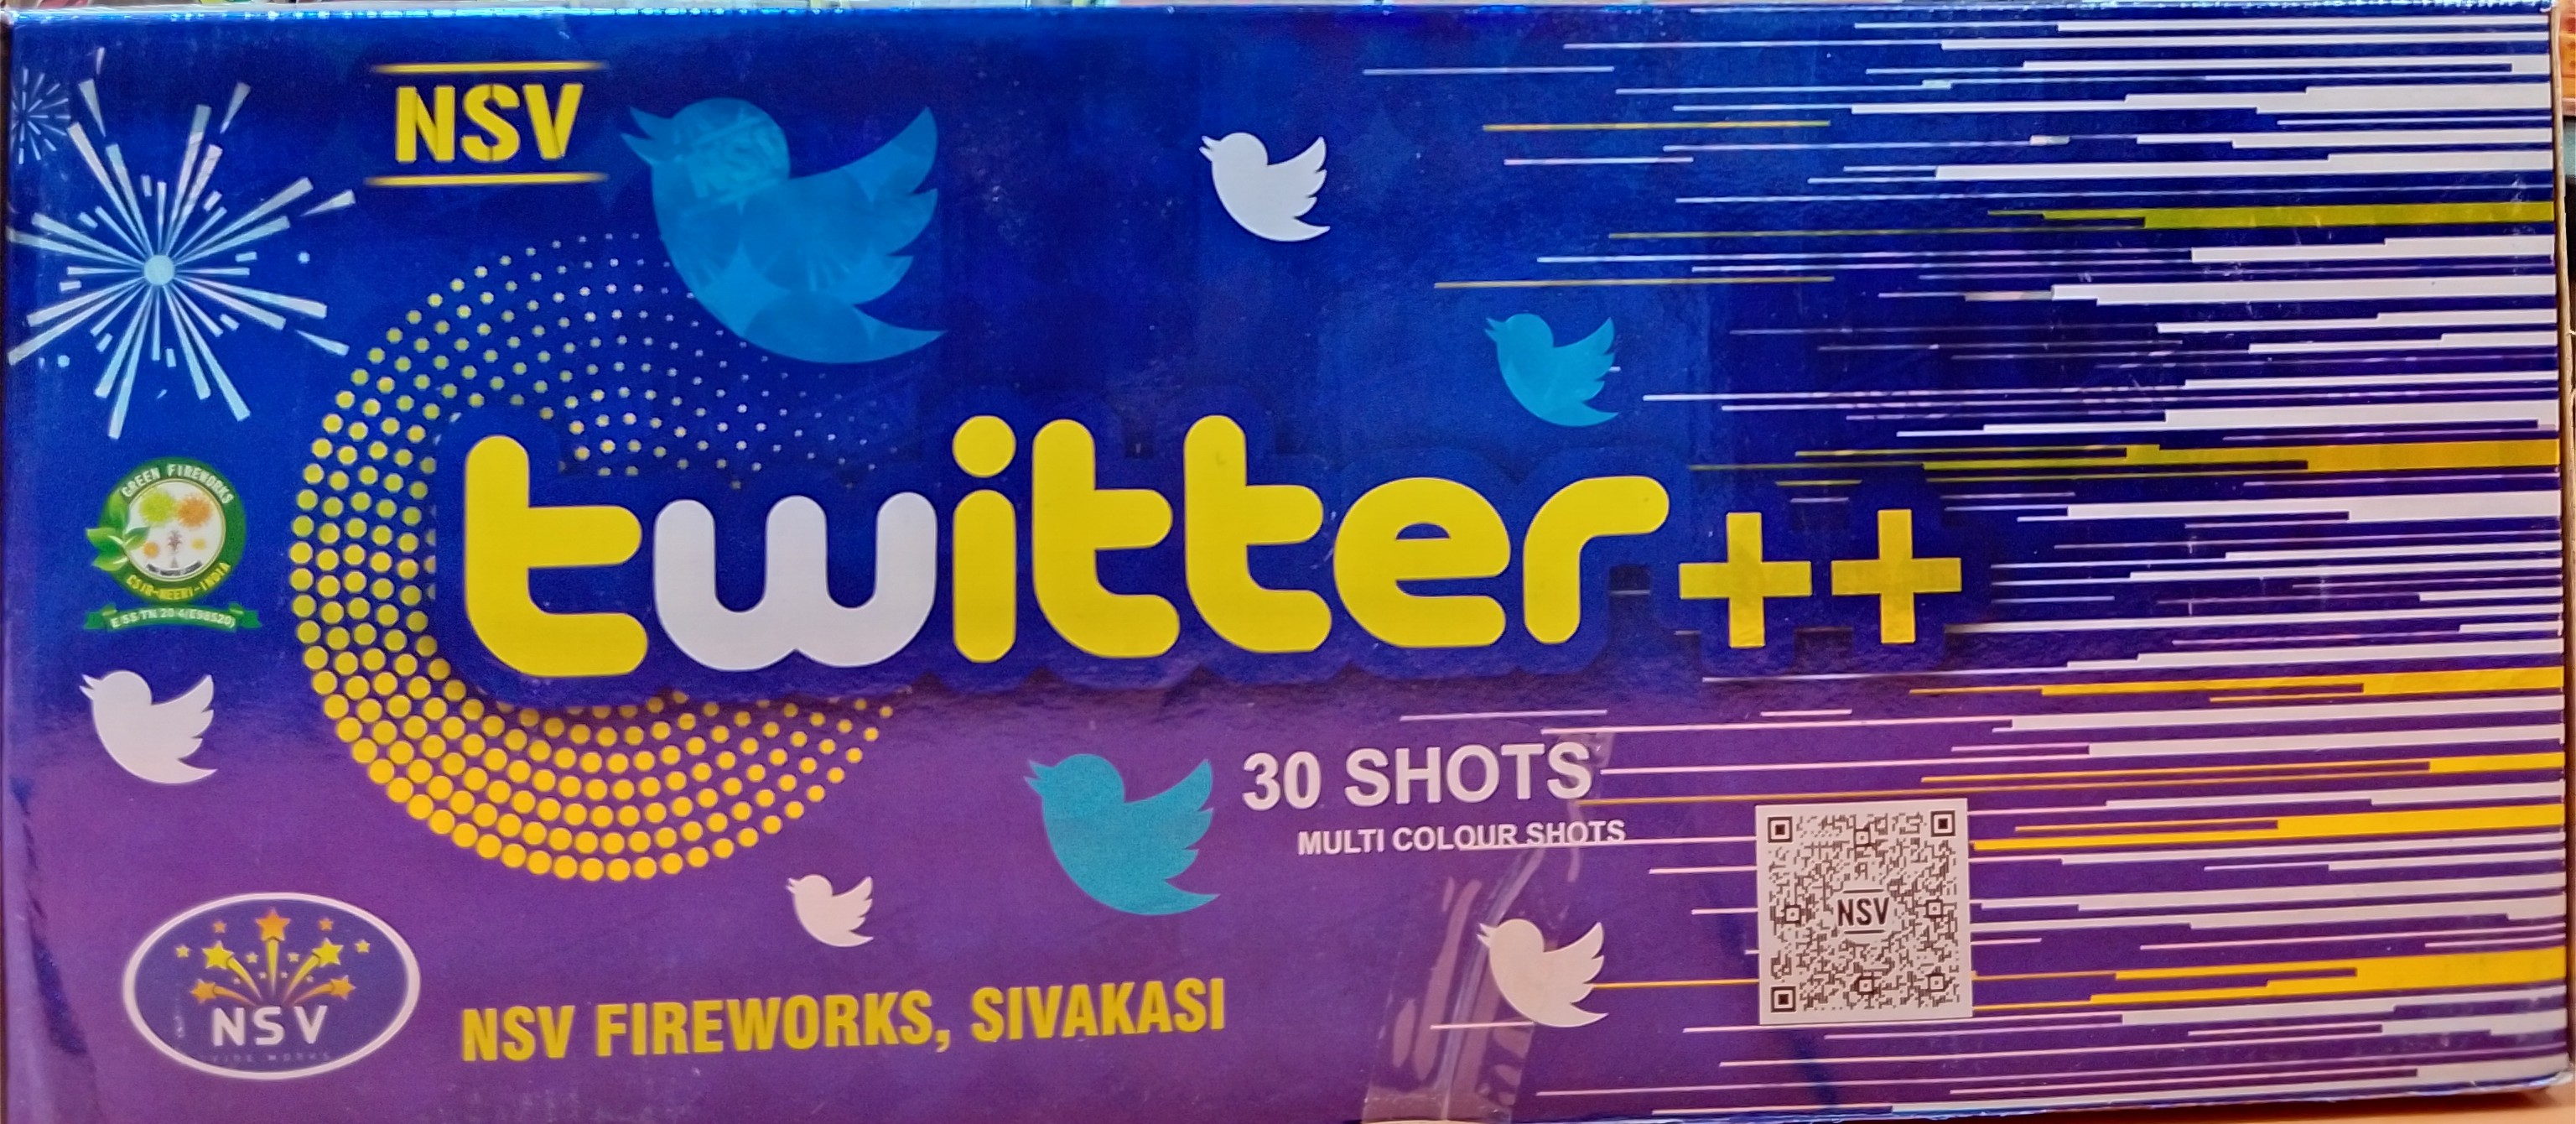 NSV
GREEN FIREWORKS
CSIR-NEERI-INDIA
twitter++
30 SHOTS
MULTI COLOUR SHOTS
NSV
NSV
NSV FIREWORKS, SIVAKASI